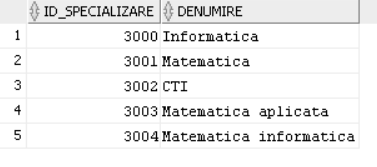 ID_SPECIALIZARE DENUMIRE
1 3000 Informatica
2 3001 Matematica
3 3002 CTI
4 3003 Matematica aplicata
5 3004 Matematica informatica